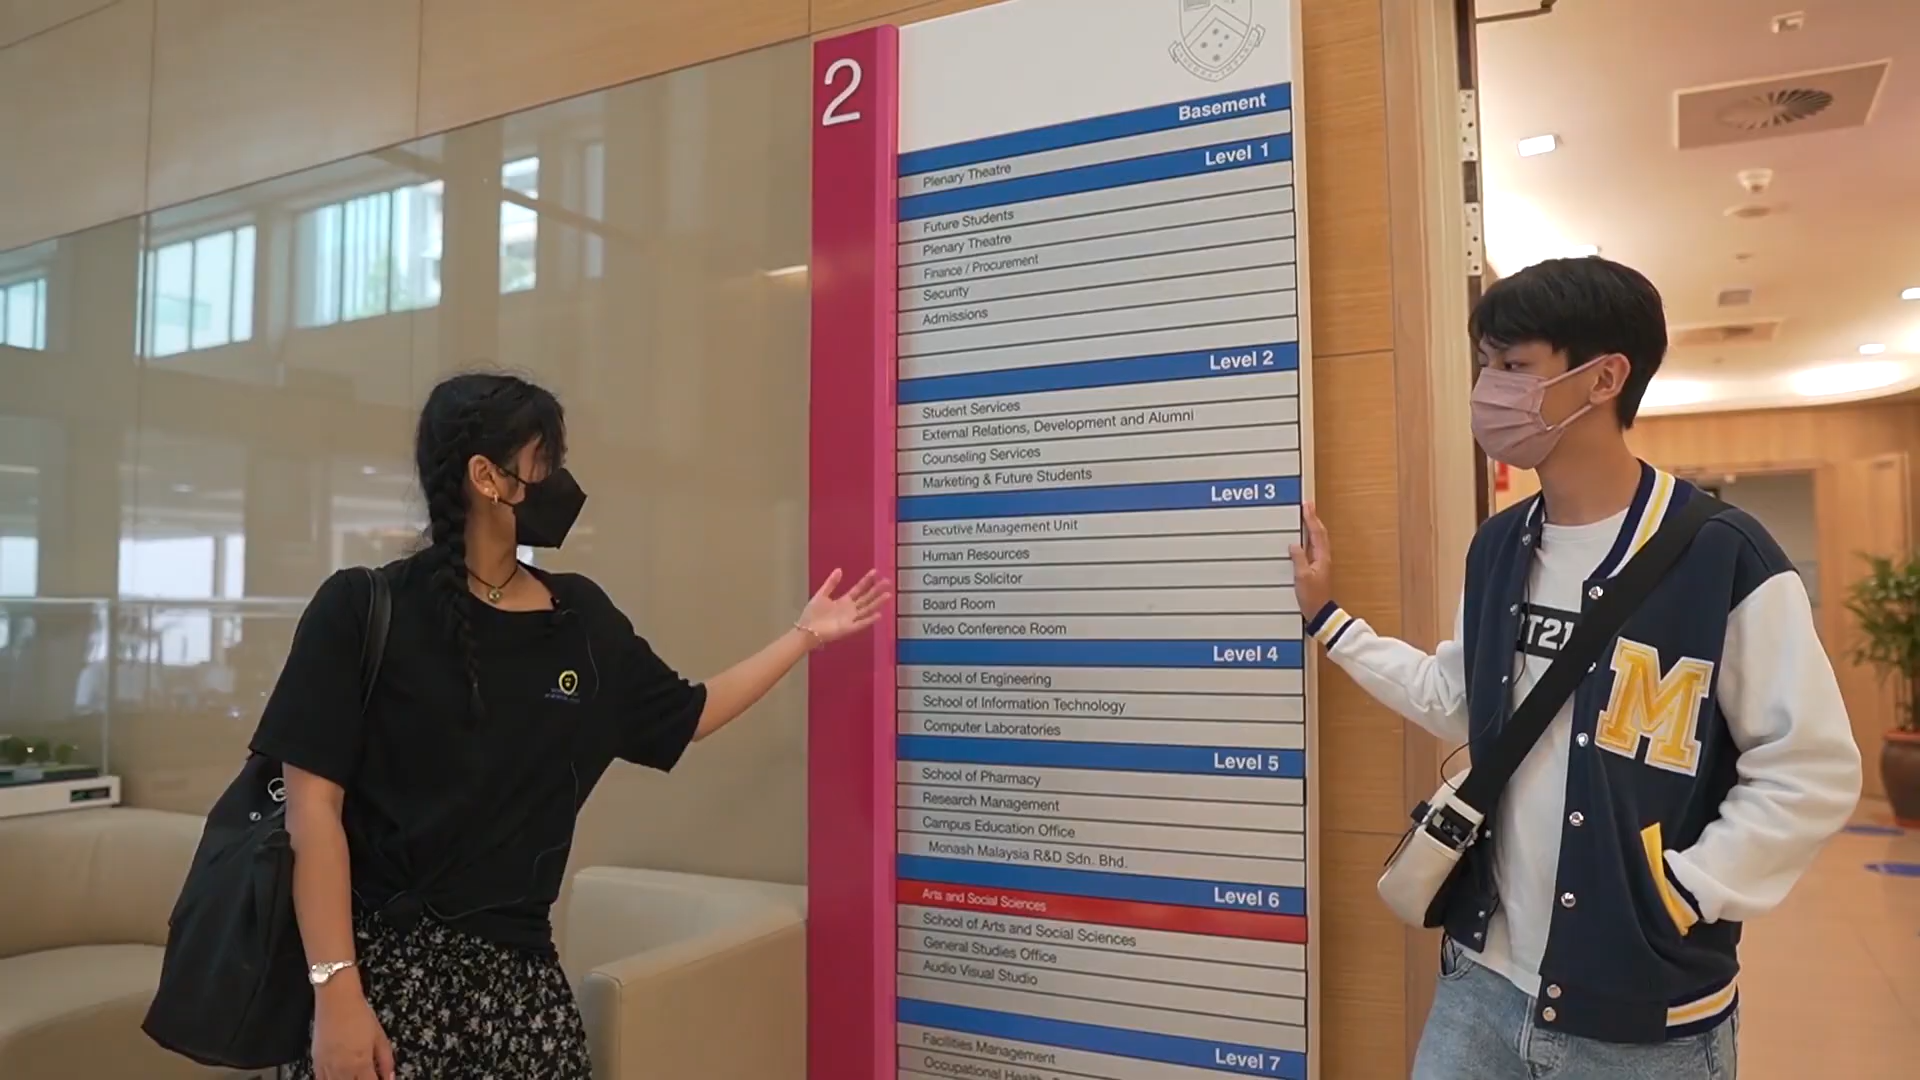 2
Basement
Plenary Theatre
Level 1
Future Students
Plenary Theatre
Finance / Procurement
Security
Admissions
Level 2
Student Services
External Relations, Development and Alumni
Counseling Services
Marketing & Future Students
Level 3
Executive Management Unit
Human Resources
Campus Solicitor
Board Room
Video Conference Room
Level 4
School of Engineering
School of Information Technology
Computer Laboratories
Level 5
School of Pharmacy
Research Management
Campus Education Office
Monash Malaysia R&D Sdn. Bhd.
Level 6
Arts and Social Sciences
School of Arts and Social Sciences
General Studies Office
Audio Visual Studio
Level 7
Facilities Management
Occupational
M